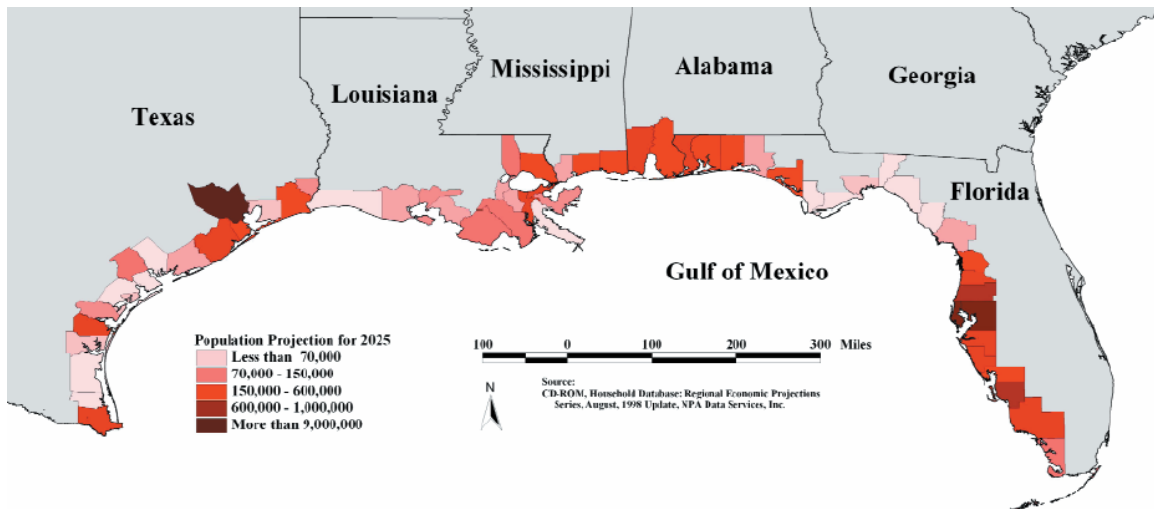 Mississippi
Alabama
Georgia
Louisiana
Texas
Florida
Gulf of Mexico
Population Projection for 2025
Less than 70,000
70,000 - 150,000
150,000 - 600,000
600,000 - 1,000,000
More than 9,000,000
100 0 100 200 300 Miles
N
Source:
CD-ROM, Household Database: Regional Economic Projections
Series, August, 1998 Uplate, NPA Data Services, Inc.